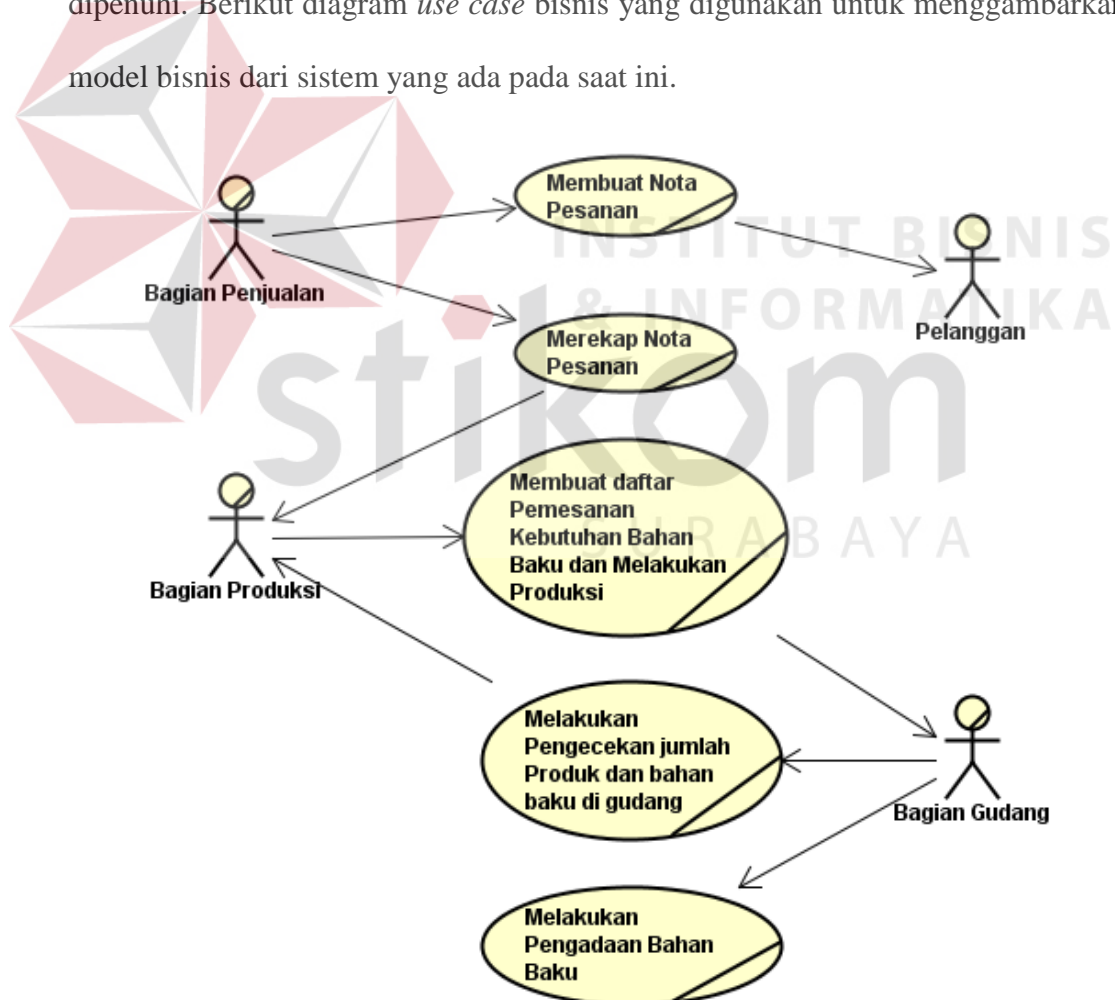 dipenuhi. Berikut diagram use case bisnis yang digunakan untuk menggambarkan
model bisnis dari sistem yang ada pada saat ini.
Membuat Nota
Pesanan
Bagian Penjualan
INSTITUT BISNIS
& INFORMATIKA
Pelanggan
Merekap Nota
Pesanan
stikom
SURABAYA
Membuat daftar
Pemesanan
Kebutuhan Bahan
Baku dan Melakukan
Produksi
Bagian Produksi
Melakukan
Pengecekan jumlah
Produk dan bahan
baku di gudang
Bagian Gudang
Melakukan
Pengadaan Bahan
Baku